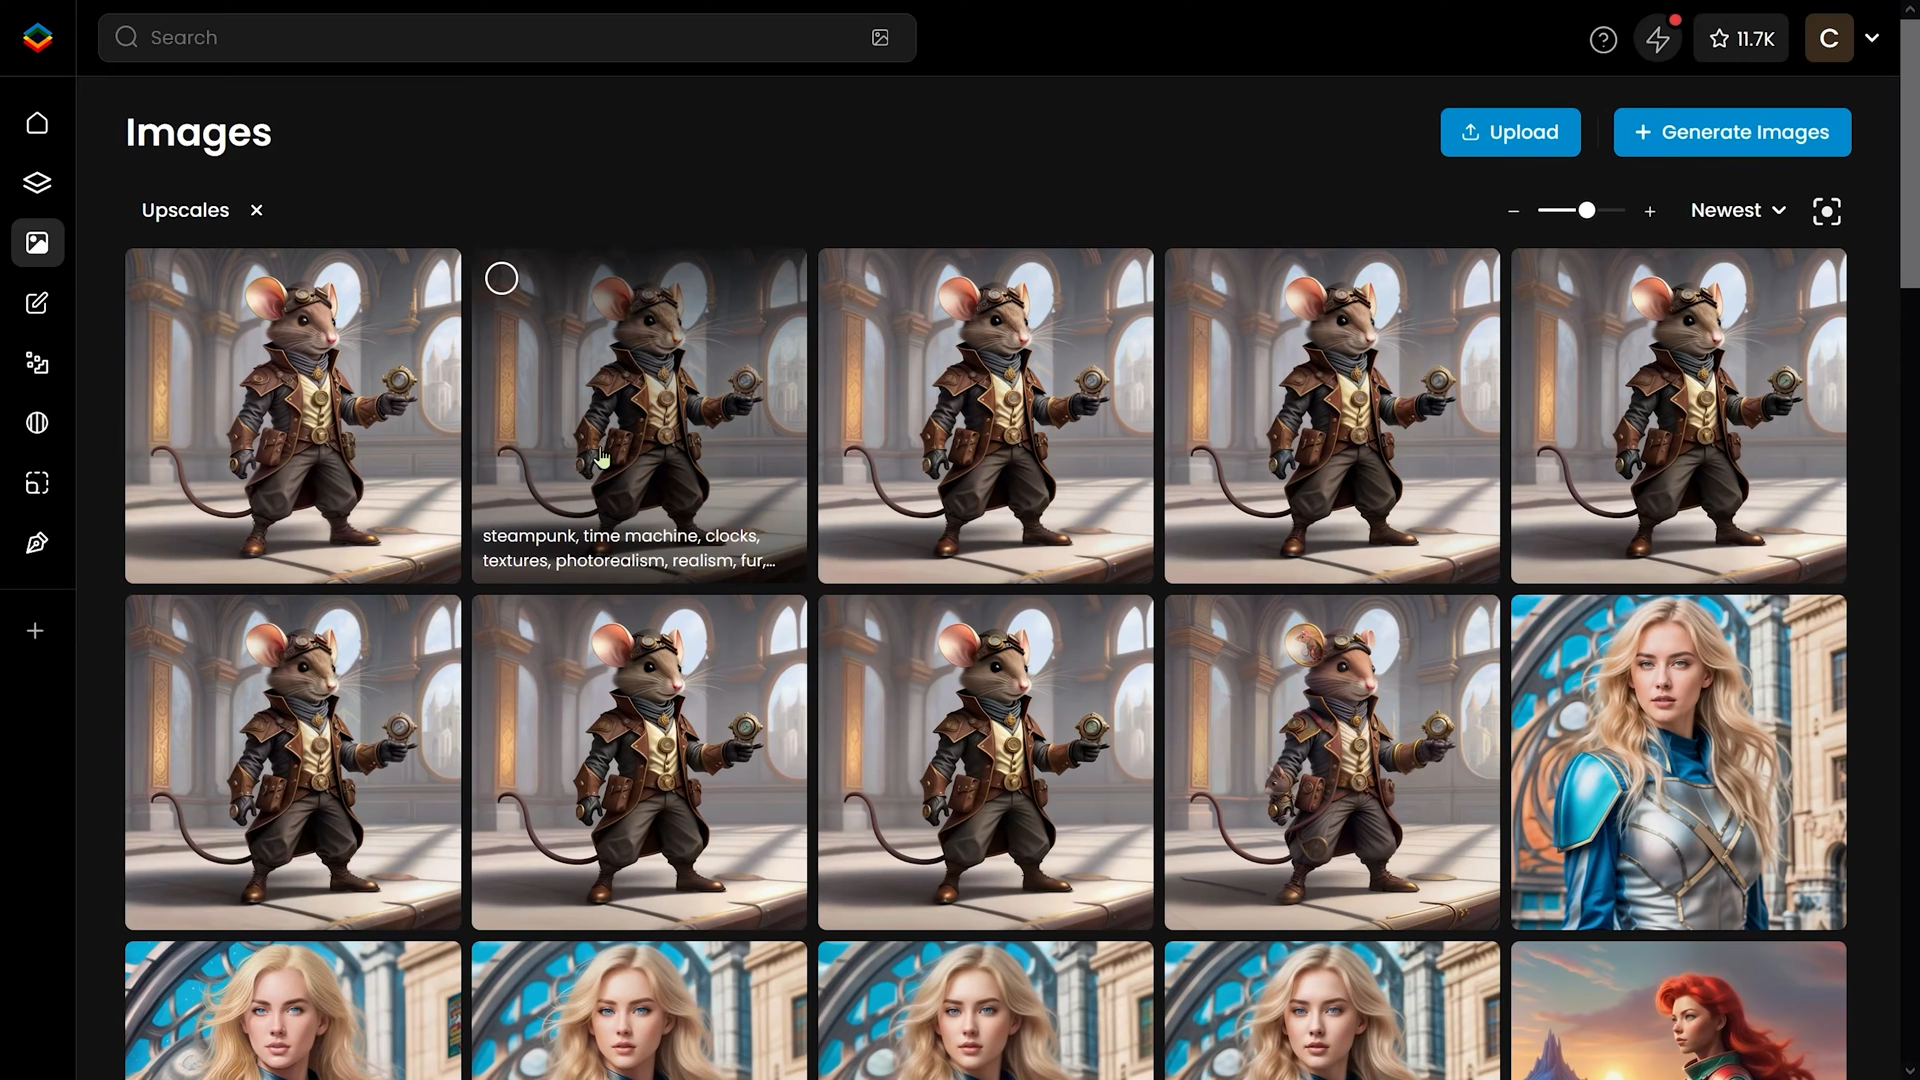 Search
11.7K
C
Images
Upload
+ Generate Images
Upscales
Newest
steampunk, time machine, clocks,
textures, photorealism, realism, fur,...